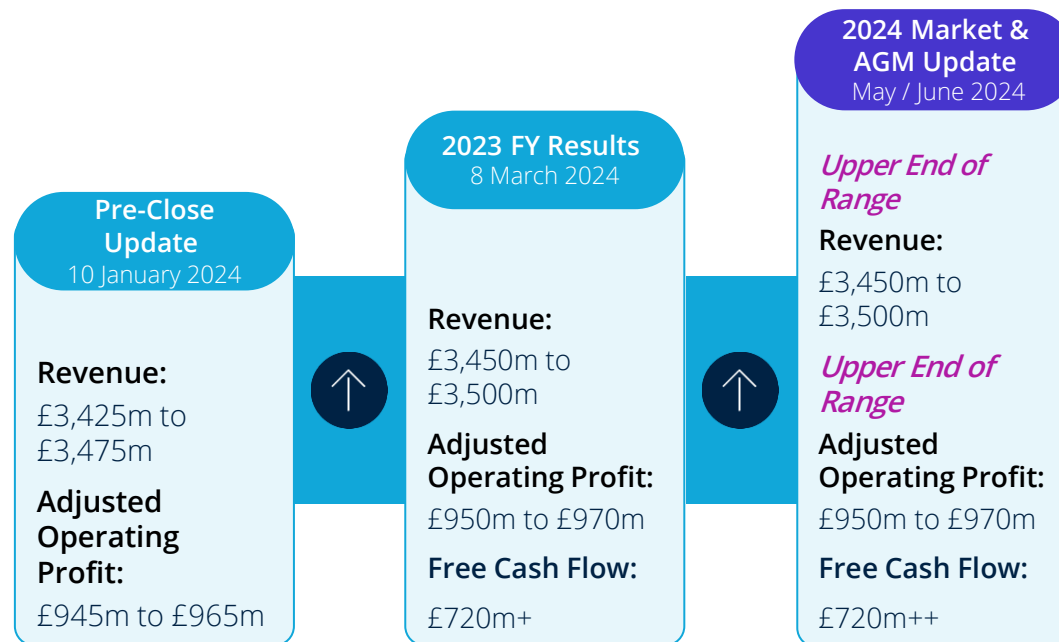 Pre-Close
Update
10 January 2024
Revenue:
£3,425m to
£3,475m
Adjusted
Operating
Profit:
£945m to £965m
2023 FY Results
8 March 2024
Revenue:
£3,450m to
£3,500m
Adjusted
Operating Profit:
£950m to £970m
Free Cash Flow:
£720m+
2024 Market &
AGM Update
May / June 2024
Upper End of
Range
Revenue:
£3,450m to
£3,500m
Upper End of
Range
Adjusted
Operating Profit:
£950m to £970m
Free Cash Flow:
£720m++